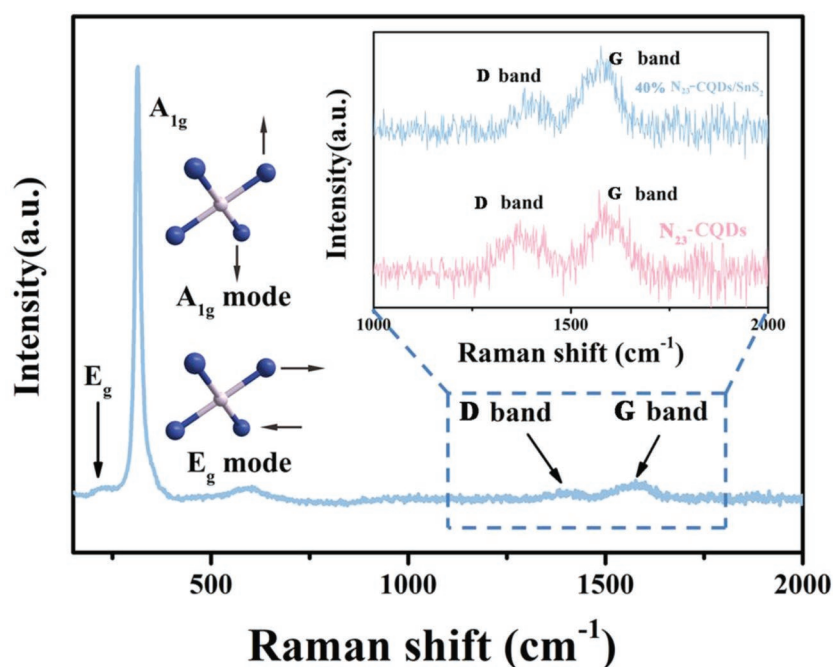 Intensity(a.u.)
A1g
Eg
A1g mode
Eg mode
D band
G band
500
1000
1500
2000
Raman shift (cm-1)
Intensity(a.u.)
D band
G band
40% N23-CQDs/SnS2
D band
G band
N23-CQDs
1000
1500
2000
Raman shift (cm-1)